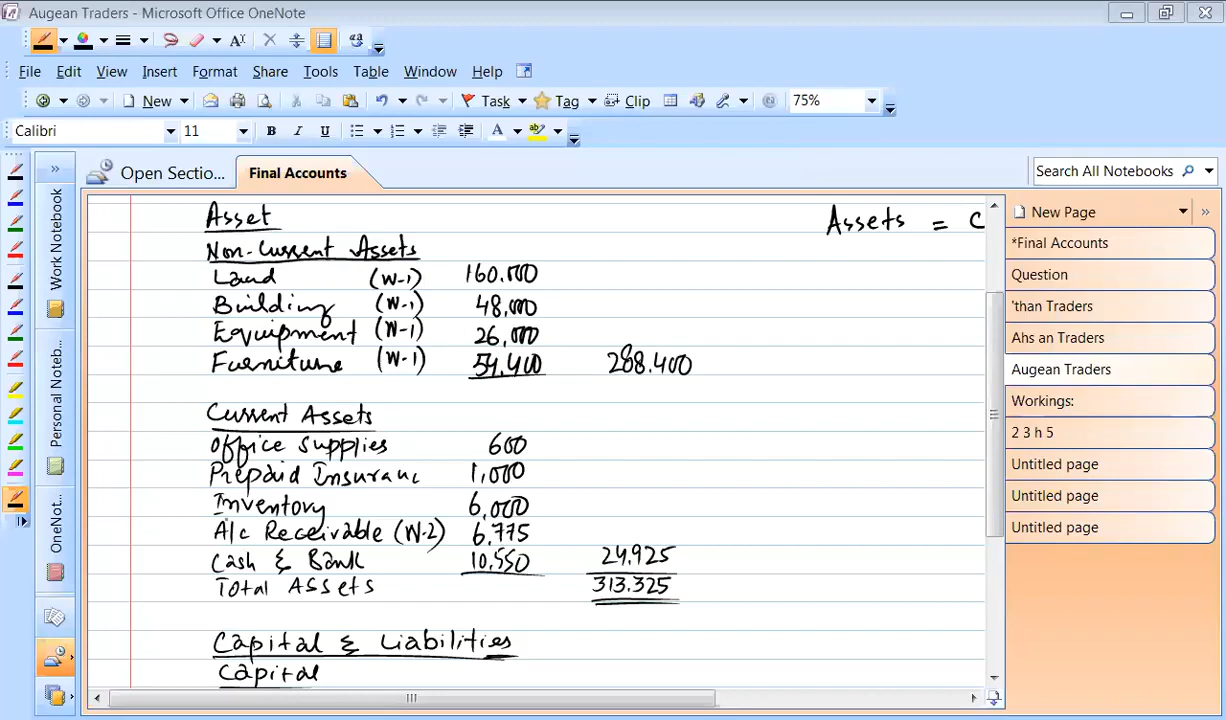 Augean Traders - Microsoft Office OneNote
File Edit View Insert Format Share Tools Table Window Help
New Task Tag Clip 75%
Calibri 11 B I U A ab
Open Sectio... Final Accounts
Search All Notebooks
Work Notebook
Personal Noteb...
OneNot...
New Page
*Final Accounts
Question
'than Traders
Ahs an Traders
Augean Traders
Workings:
2 3 h 5
Untitled page
Untitled page
Untitled page
Asset
Assets = C
Non-Current Assets
Land (W-1) 160.000
Building (W-1) 48,000
Equipment (W-1) 26,000
Furniture (W-1) 54,400 288.400
Current Assets
Office Supplies 600
Prepaid Insuranc 1,000
Inventory 6,000
A/c Receivable (W-2) 6.775
Cash & Bank 10,550 24,925
Total Assets 313.325
Capital & Liabilities
Capital